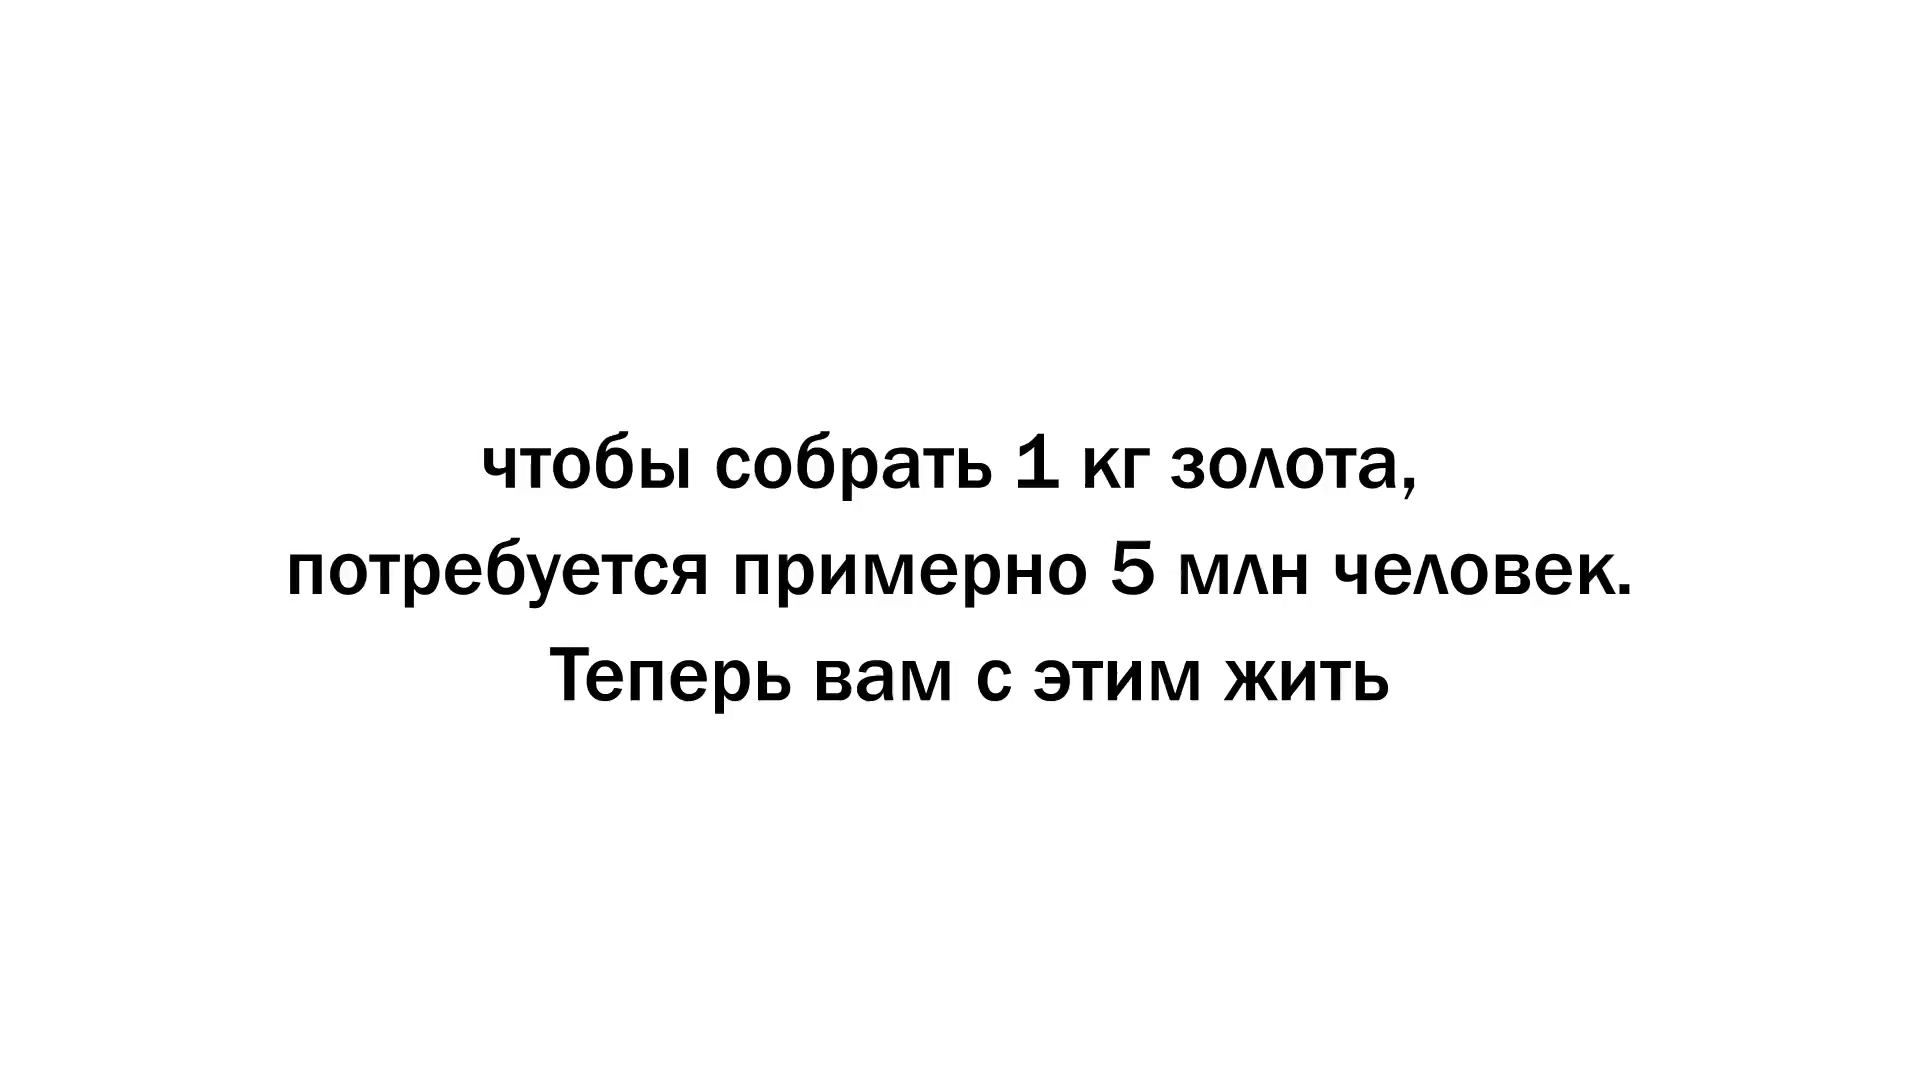 чтобы собрать 1 кг золота,
потребуется примерно 5 млн человек.
Теперь вам с этим жить